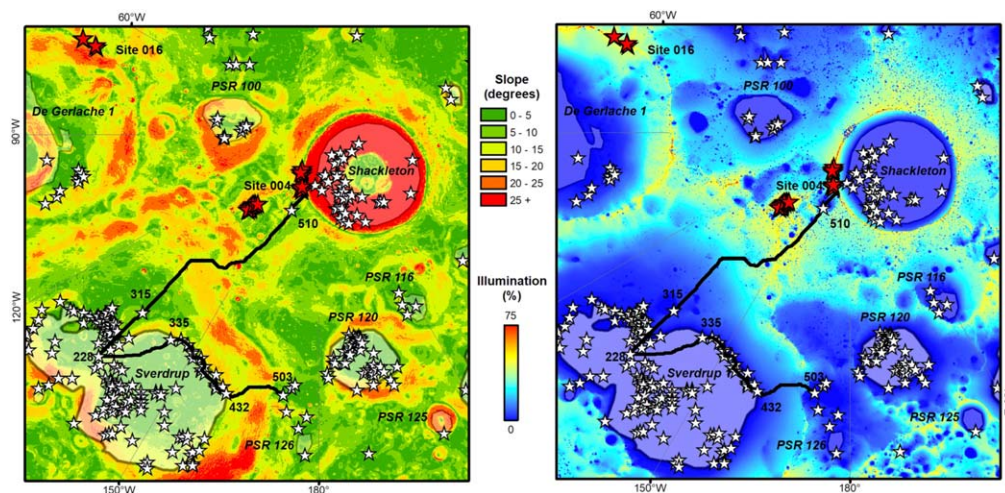 60°W
Site 016
PSR 100
De Gerlache 1
90°W
Shackleton
Site 004
510
PSR 116
120°W
315
335
PSR 120
228
Sverdrup
503
432
PSR 125
PSR 126
150°W
180°
Slope
(degrees)
0 - 5
5 - 10
10 - 15
15 - 20
20 - 25
25 +
Illumination
(%)
75
0
60°W
Site 016
PSR 100
De Gerlache 1
90°W
Shackleton
Site 004
510
PSR 116
120°W
315
335
PSR 120
228
Sverdrup
503
432
PSR 125
PSR 126
150°W
180°